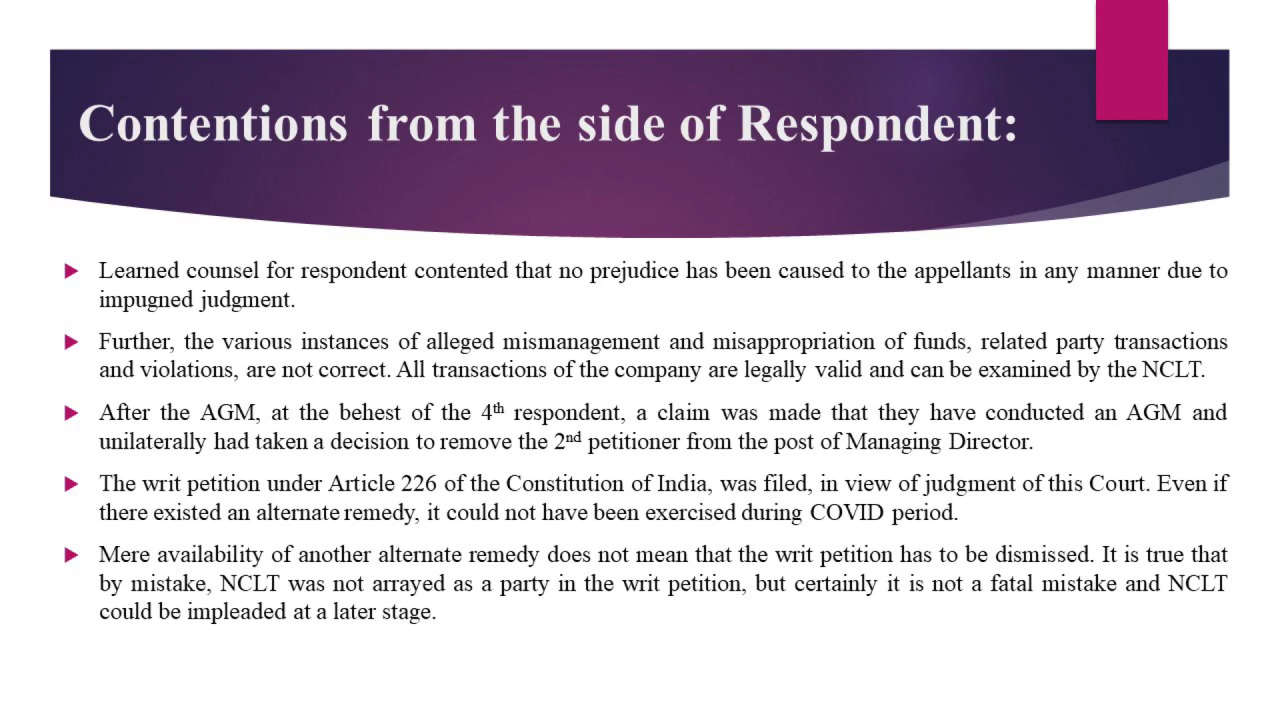 Contentions from the side of Respondent:
Learned counsel for respondent contented that no prejudice has been caused to the appellants in any manner due to
impugned judgment.
Further, the various instances of alleged mismanagement and misappropriation of funds, related party transactions
and violations, are not correct. All transactions of the company are legally valid and can be examined by the NCLT.
After the AGM, at the behest of the 4th respondent, a claim was made that they have conducted an AGM and
unilaterally had taken a decision to remove the 2nd petitioner from the post of Managing Director.
The writ petition under Article 226 of the Constitution of India, was filed, in view of judgment of this Court. Even if
there existed an alternate remedy, it could not have been exercised during COVID period.
Mere availability of another alternate remedy does not mean that the writ petition has to be dismissed. It is true that
by mistake, NCLT was not arrayed as a party in the writ petition, but certainly it is not a fatal mistake and NCLT
could be impleaded at a later stage.